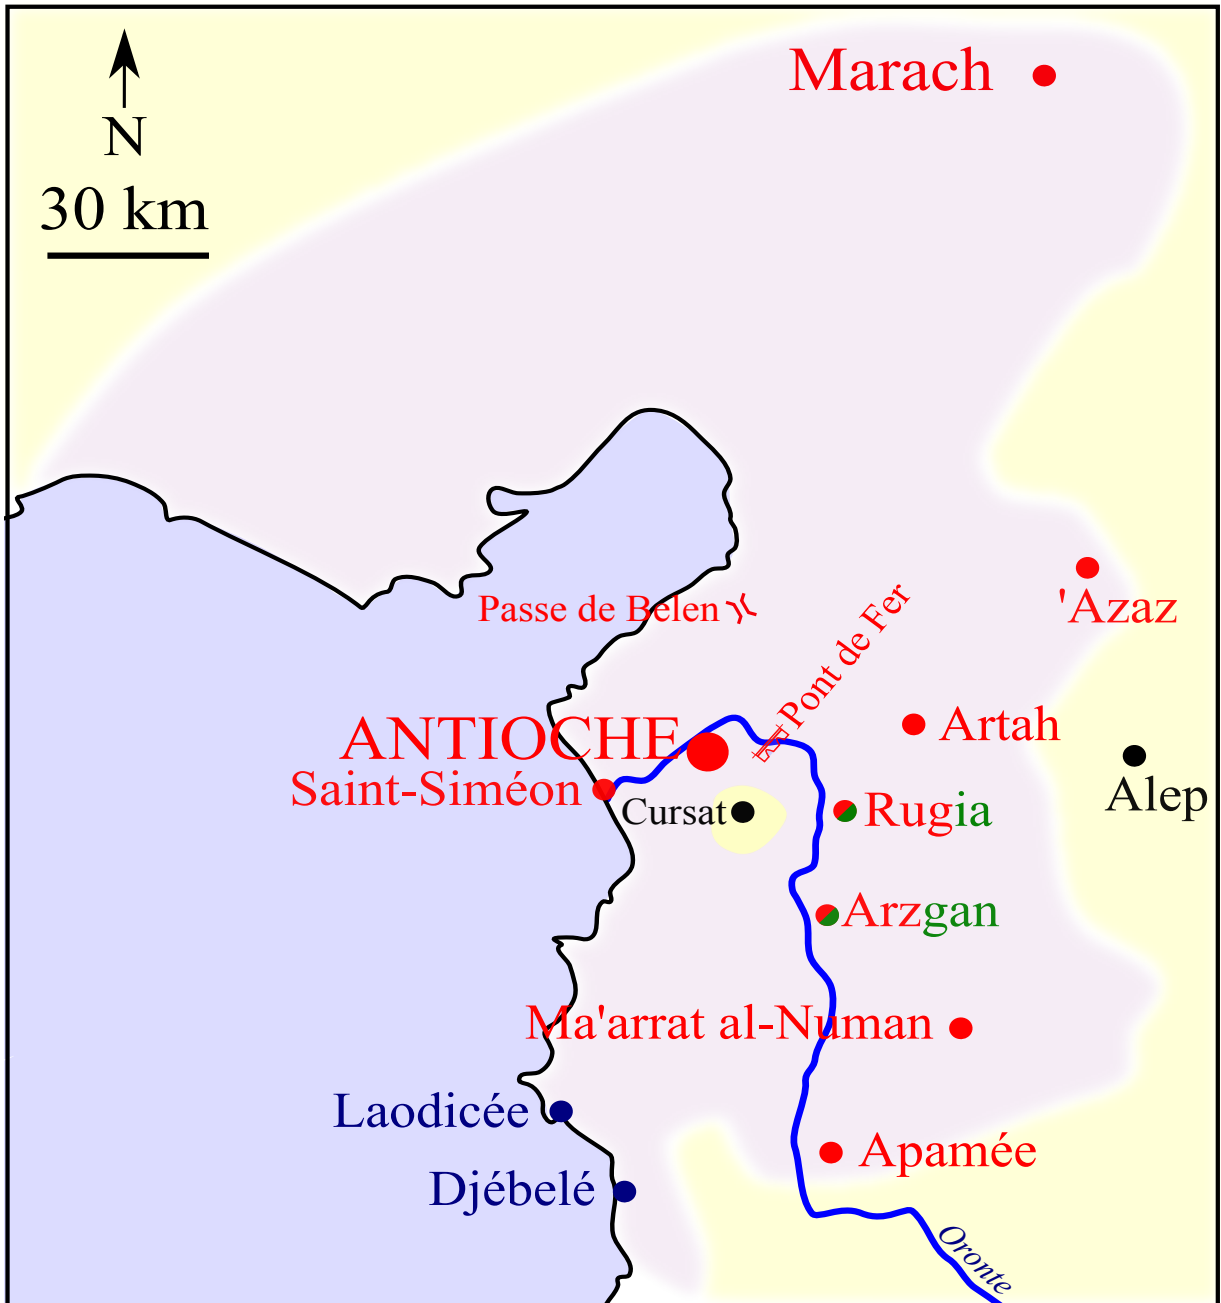 Marach
N
30 km
Passe de Belen
Pont de Fer
'Azaz
ANTIOCHE
Artah
Saint-Siméon
Cursat
Rugia
Alep
Arzgan
Ma'arrat al-Numan
Laodicée
Apamée
Djébelé
Oronte